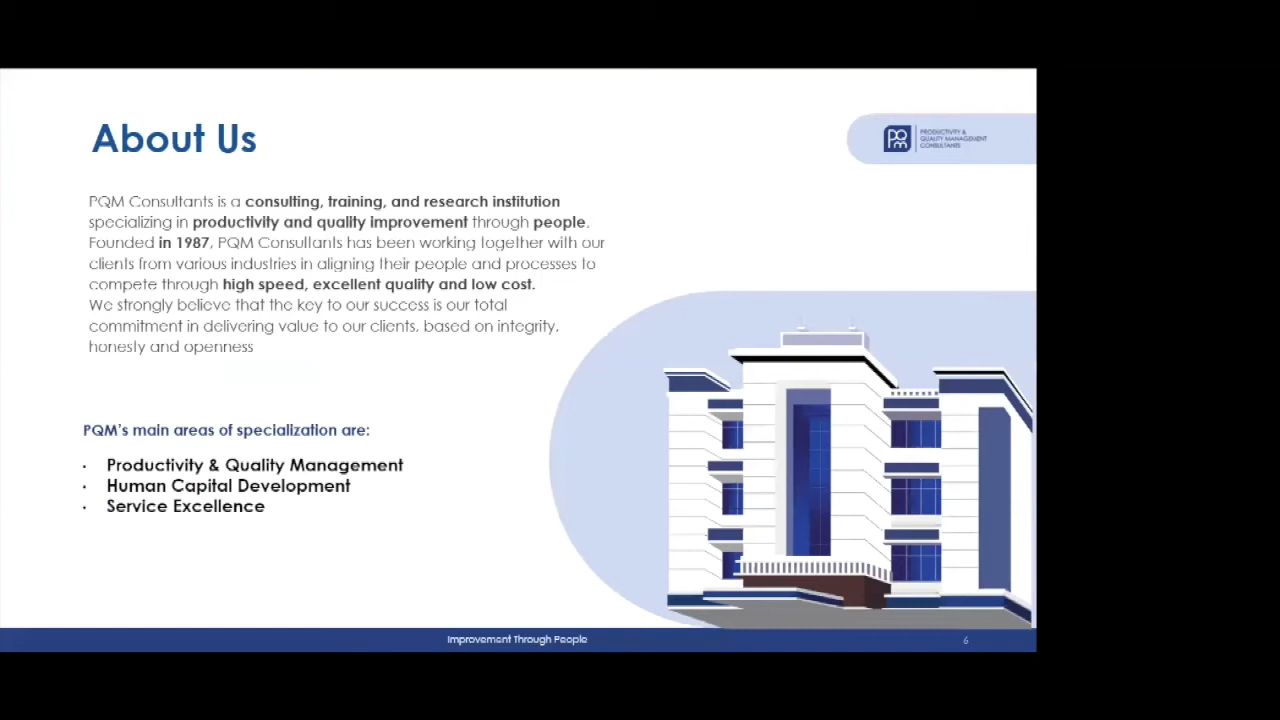 About Us
pqm
PRODUCTIVITY &
QUALITY MANAGEMENT
CONSULTANTS
PQM Consultants is a consulting, training, and research institution
specializing in productivity and quality improvement through people.
Founded in 1987, PQM Consultants has been working together with our
clients from various industries in aligning their people and processes to
compete through high speed, excellent quality and low cost.
We strongly believe that the key to our success is our total
commitment in delivering value to our clients, based on integrity,
honesty and openness
PQM's main areas of specialization are:
· Productivity & Quality Management
· Human Capital Development
· Service Excellence
Improvement Through People
6